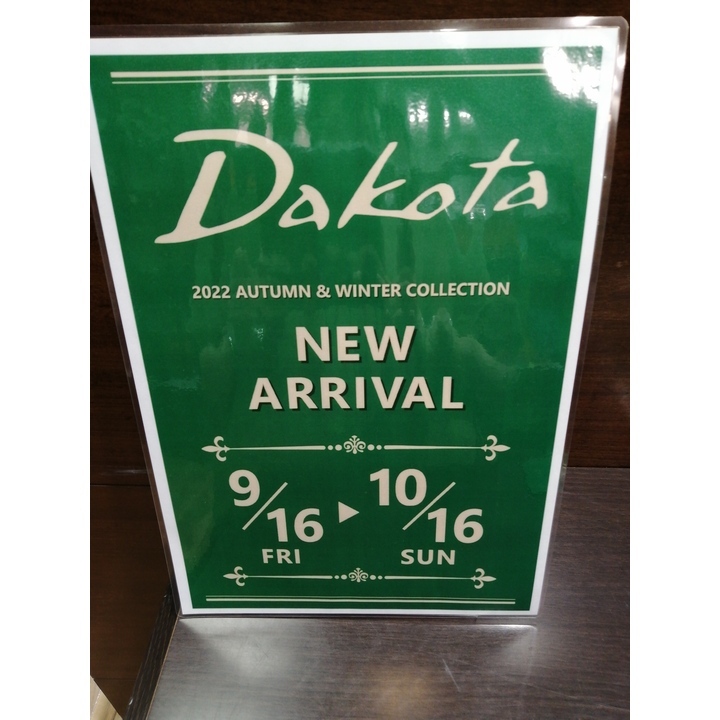 Dakota
2022 AUTUMN & WINTER COLLECTION
NEW
ARRIVAL
9/16 ▶ 10/16
FRI SUN